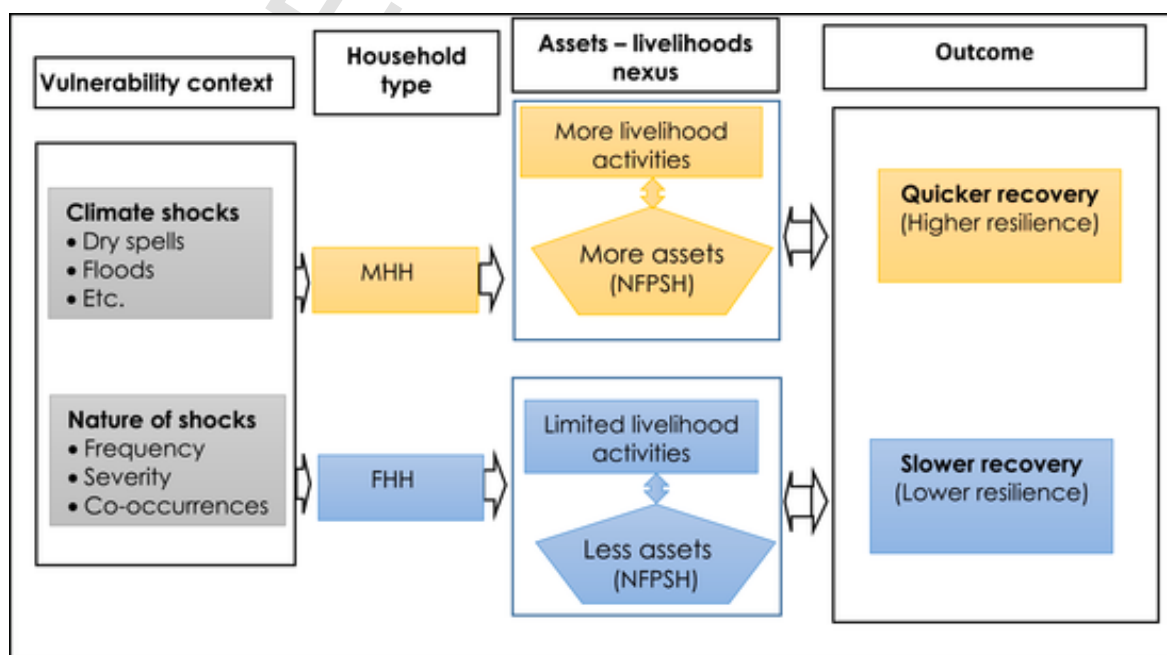 Vulnerability context
Household
type
Assets – livelihoods
nexus
Outcome
Climate shocks
• Dry spells
• Floods
• Etc.
Nature of shocks
• Frequency
• Severity
• Co-occurrences
MHH
FHH
More livelihood
activities
More assets
(NFPSH)
Limited livelihood
activities
Less assets
(NFPSH)
Quicker recovery
(Higher resilience)
Slower recovery
(Lower resilience)